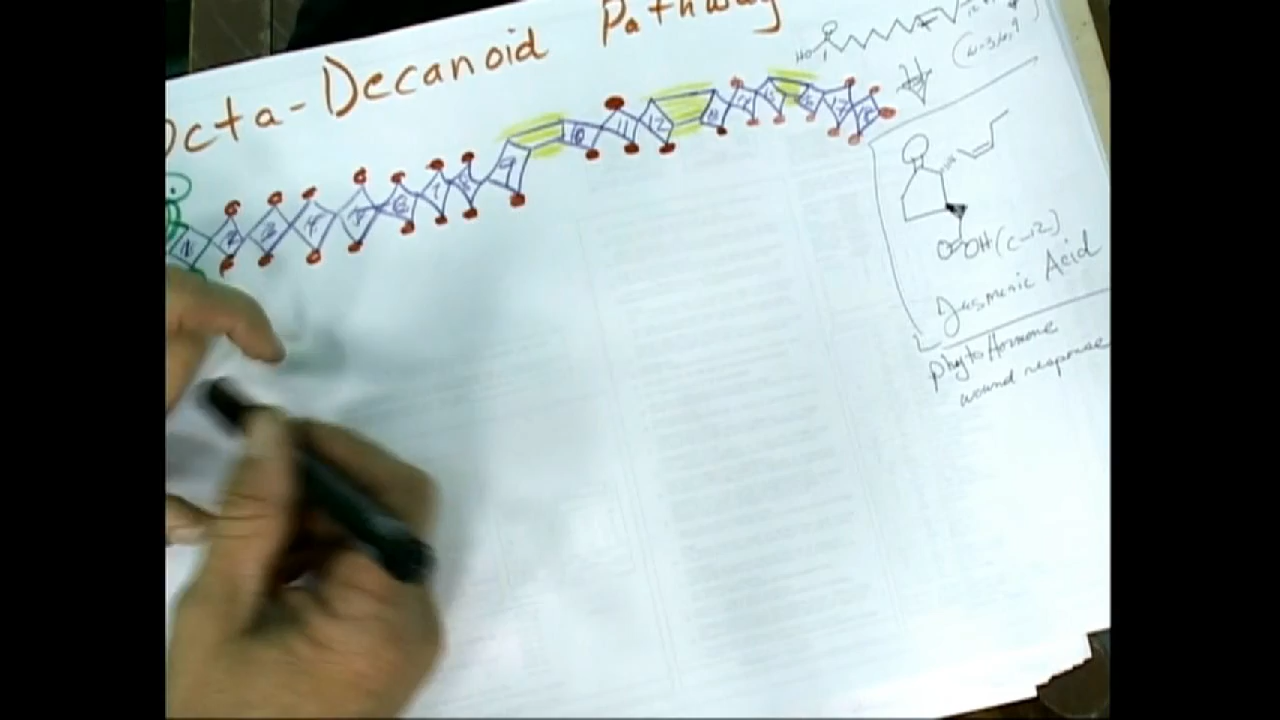 Octa-Decanoid Pathway
HO
(ω-3,6,9
1 2 3 4 5 6 7 8 9 10 11 12 13 14 15 16 17 18
OOH (C-12)
Jasmonic Acid
phyto Hormone
wound response